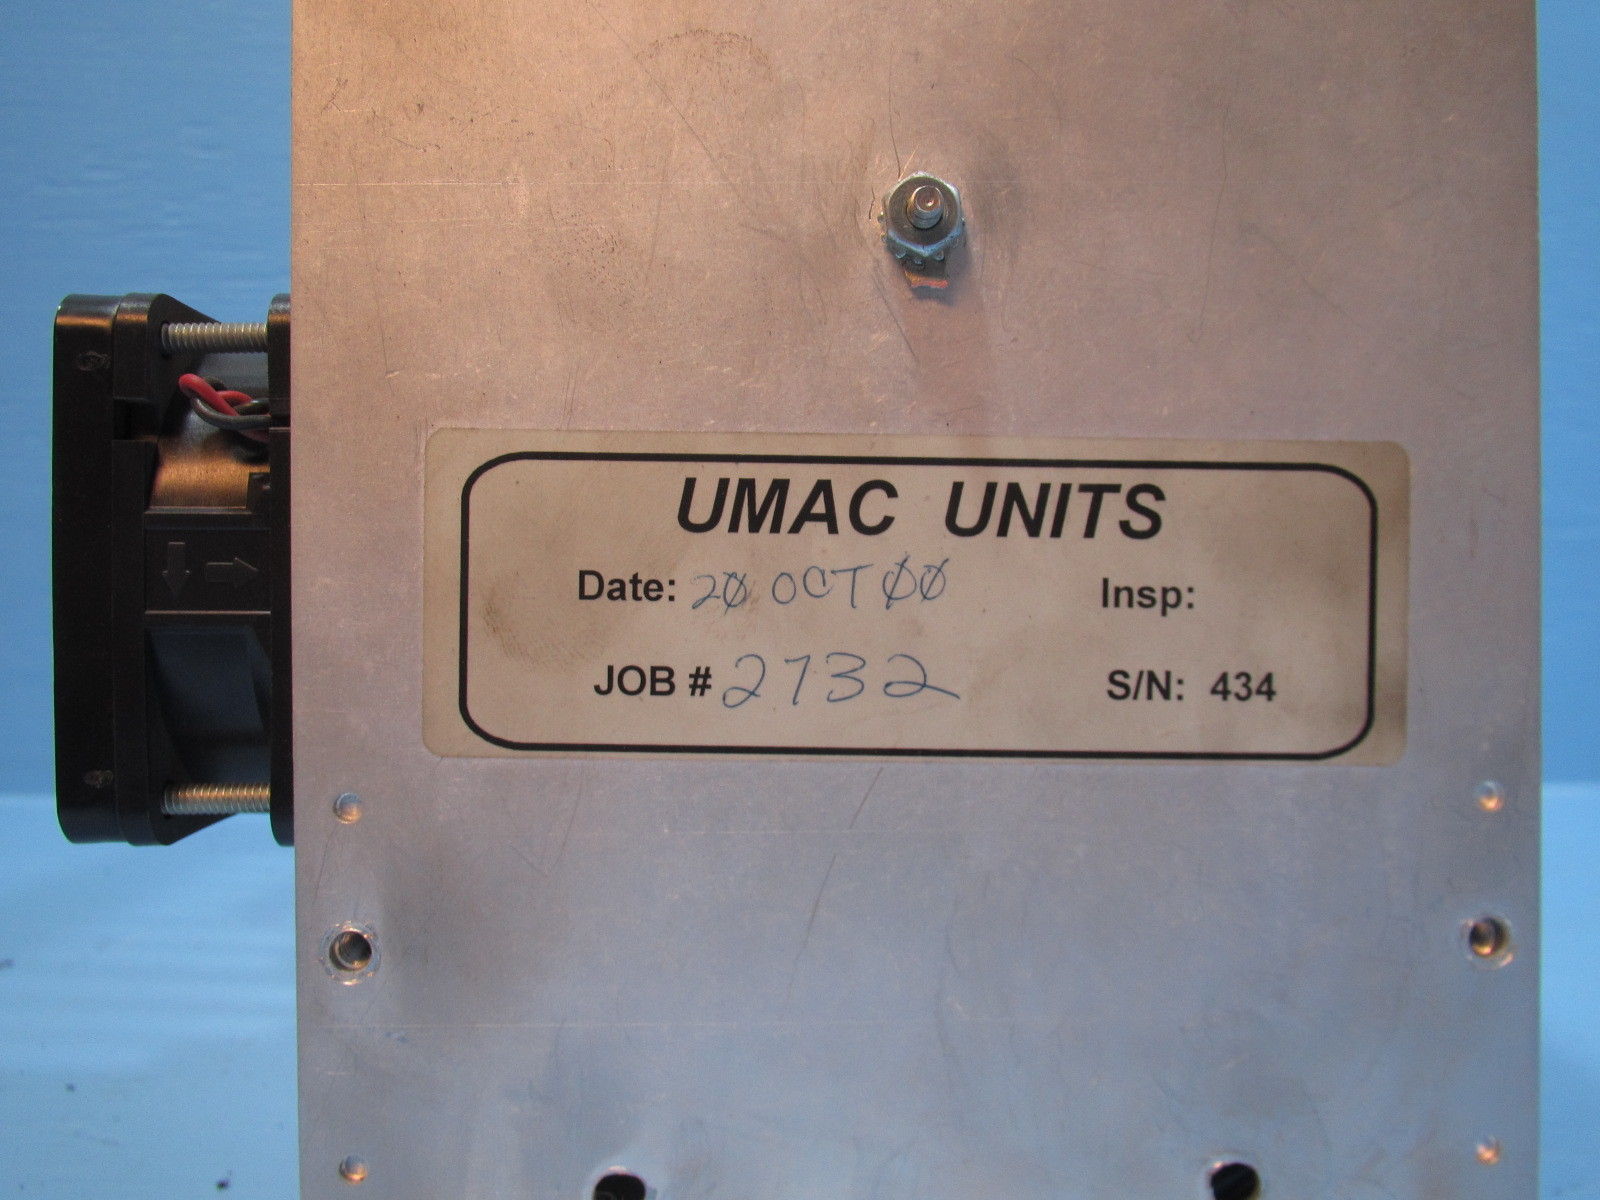 UMAC UNITS
Date: 20 OCT 00 Insp:
JOB # 2732 S/N: 434